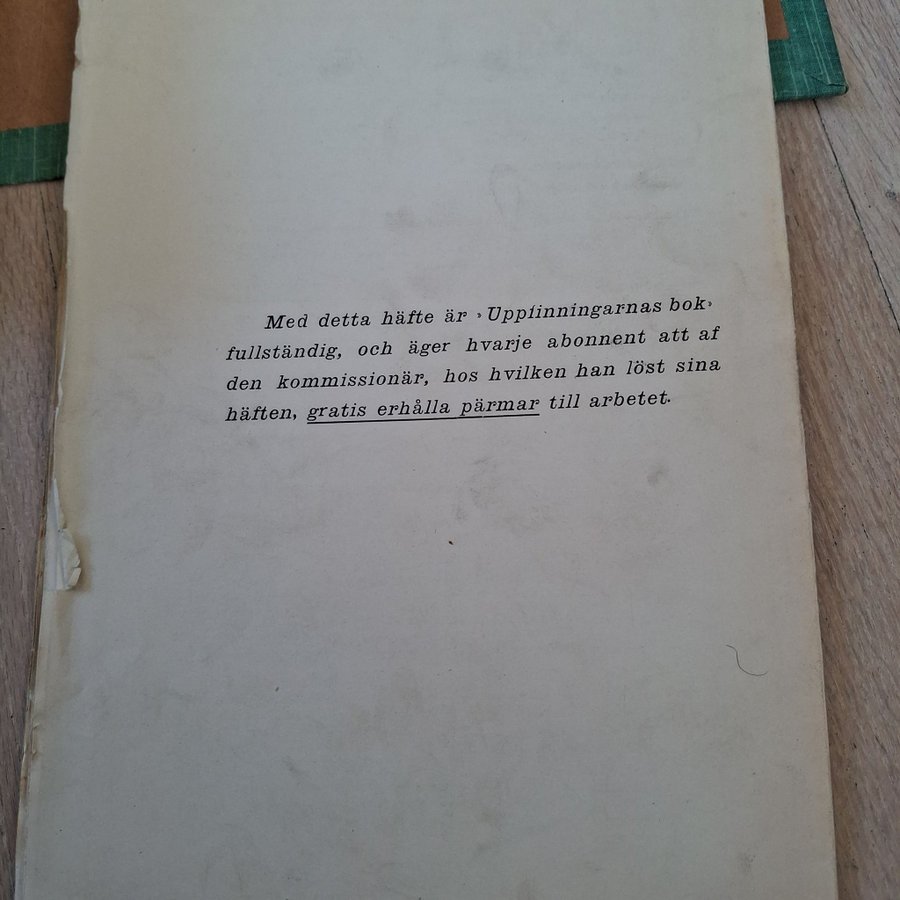 Med detta häfte är ›Uppfinningarnas bok›
fullständig, och äger hvarje abonnent att af
den kommissionär, hos hvilken han löst sina
häften, gratis erhålla pärmar till arbetet.